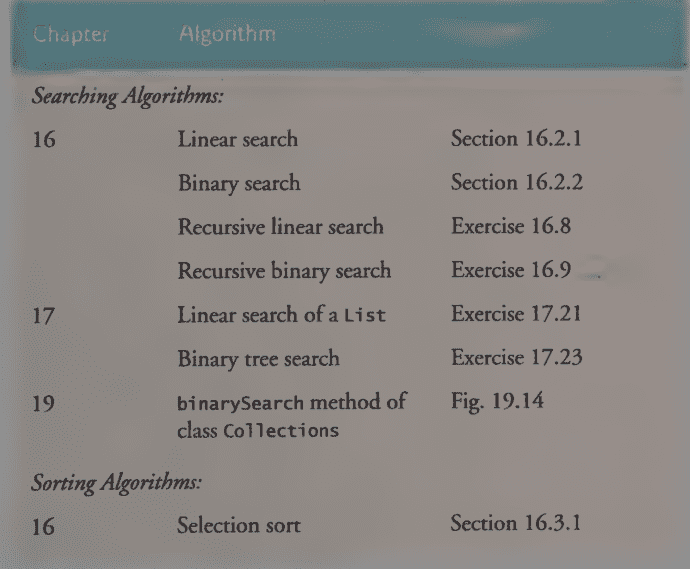 Chapter Algorithm
Searching Algorithms:
16 Linear search Section 16.2.1
Binary search Section 16.2.2
Recursive linear search Exercise 16.8
Recursive binary search Exercise 16.9
17 Linear search of a List Exercise 17.21
Binary tree search Exercise 17.23
19 binarySearch method of Fig. 19.14
class Collections
Sorting Algorithms:
16 Selection sort Section 16.3.1